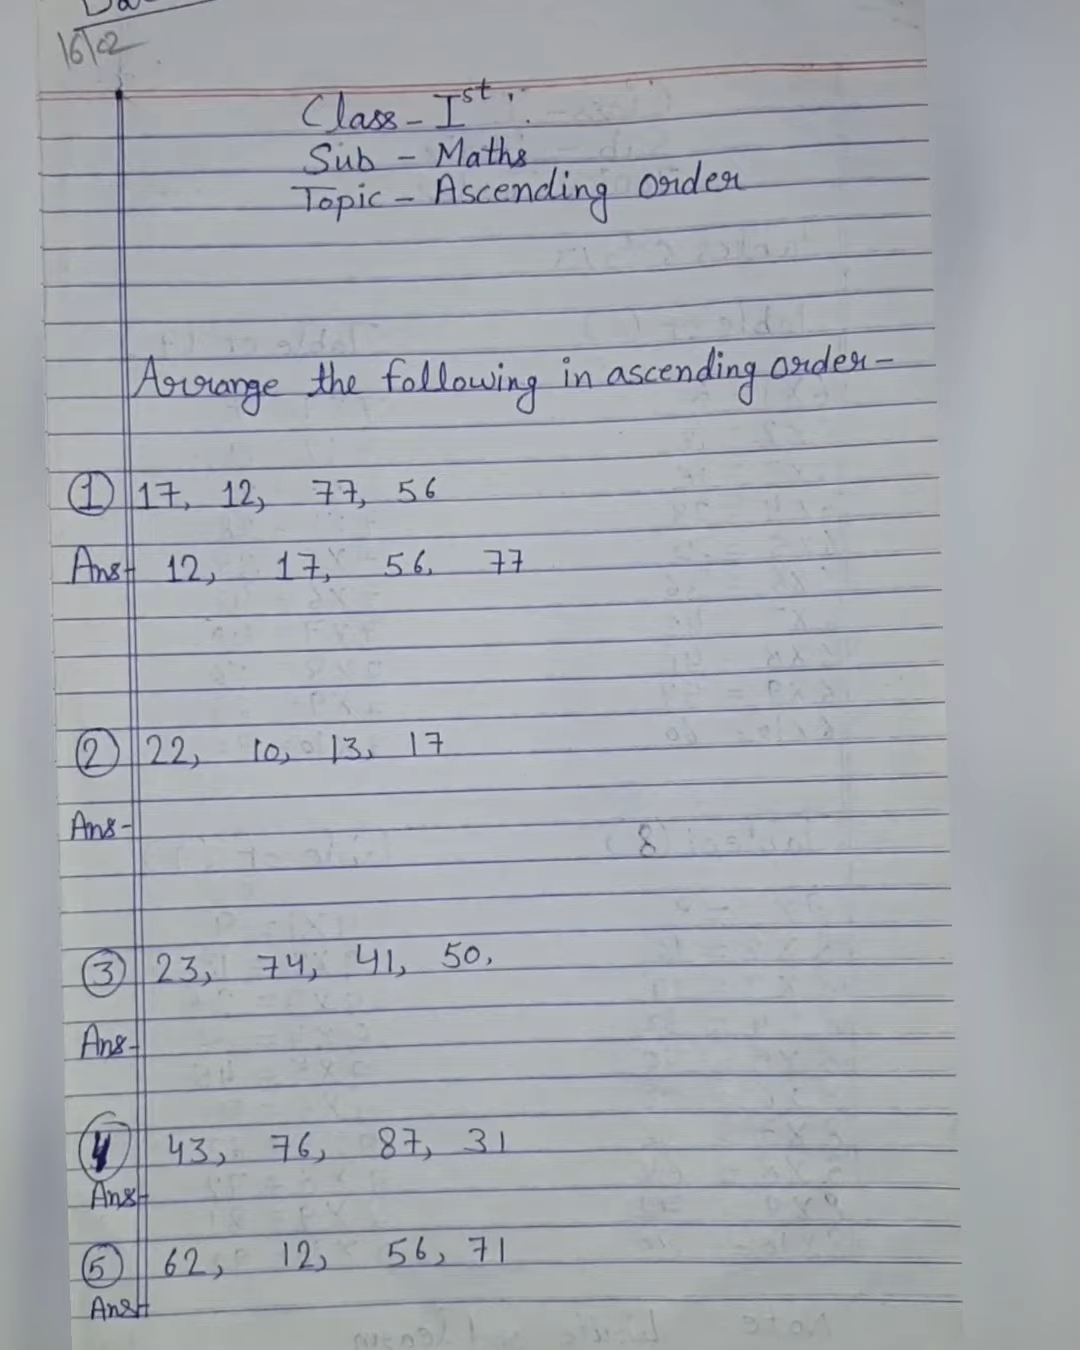 16/02
Class - Ist
Sub - Maths
Topic - Ascending order
Arrange the following in ascending order -
① 17, 12, 77, 56
Ans- 12, 17, 56, 77
② 22, 10, 13, 17
Ans-
③ 23, 74, 41, 50,
Ans-
④ 43, 76, 87, 31
Ans-
⑤ 62, 12, 56, 71
Ans-